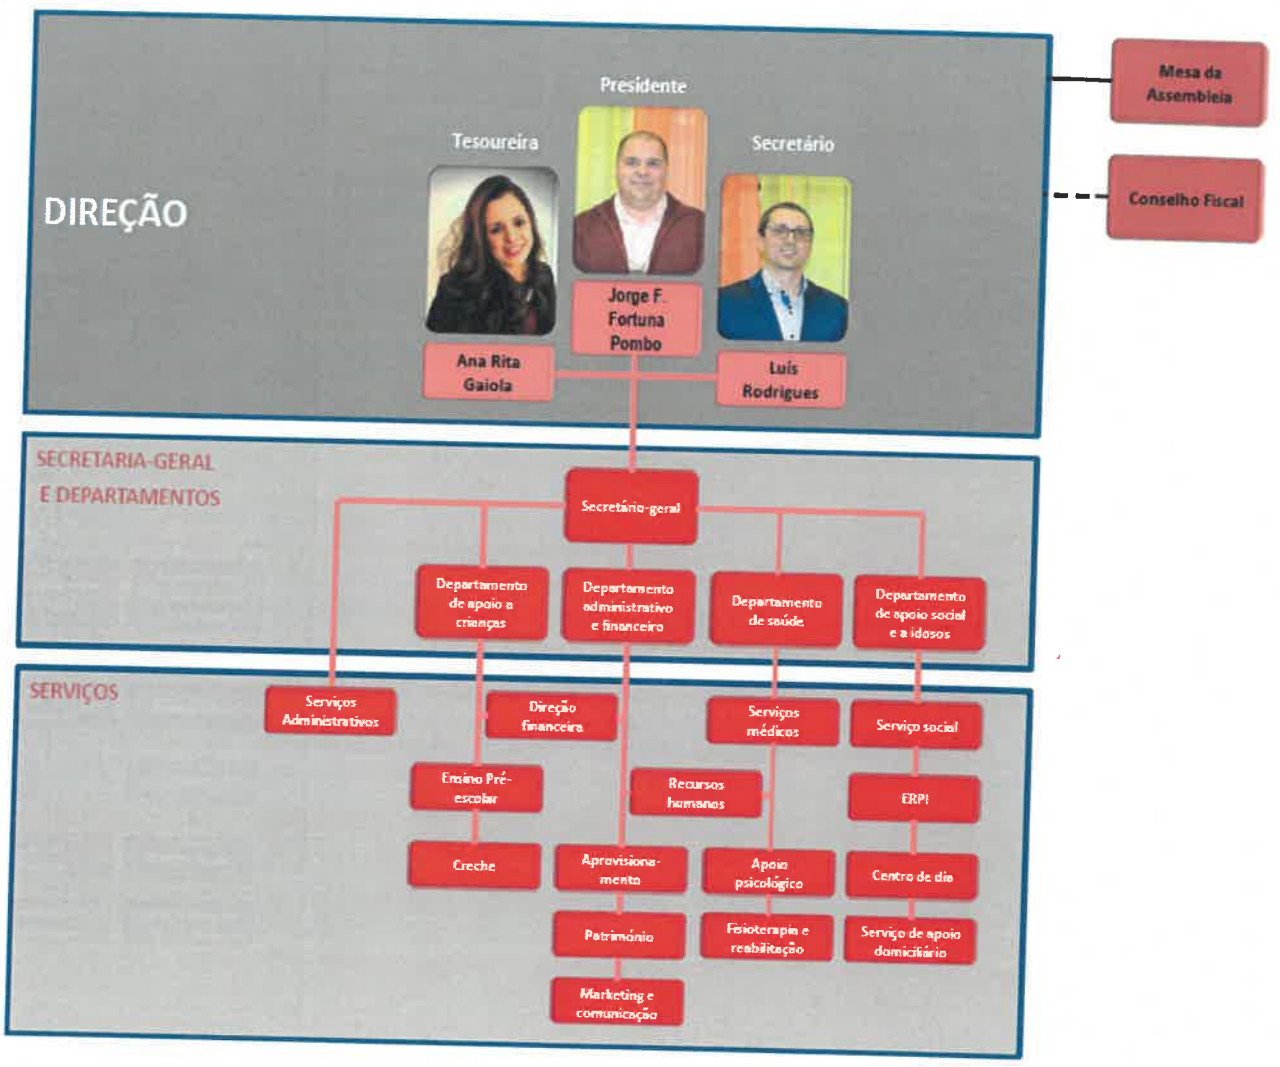 Mesa da
Assembleia
Presidente
Tesoureira
Secretário
Conselho Fiscal
DIREÇÃO
Jorge F.
Fortuna
Pombo
Ana Rita
Gaiola
Luís
Rodrigues
SECRETARIA-GERAL
E DEPARTAMENTOS
Secretário-geral
Departamento
de apoio a
crianças
Departamento
administrativo
e financeiro
Departamento
de saúde
Departamento
de apoio social
e a idosos
SERVIÇOS
Serviços
Administrativos
Direção
financeira
Serviços
médicos
Serviço social
Ensino Pré-
escolar
Recursos
humanos
ERPI
Creche
Aprovisiona-
mento
Apoio
psicológico
Centro de dia
Património
Fisioterapia e
reabilitação
Serviço de apoio
domiciliário
Marketing e
comunicação